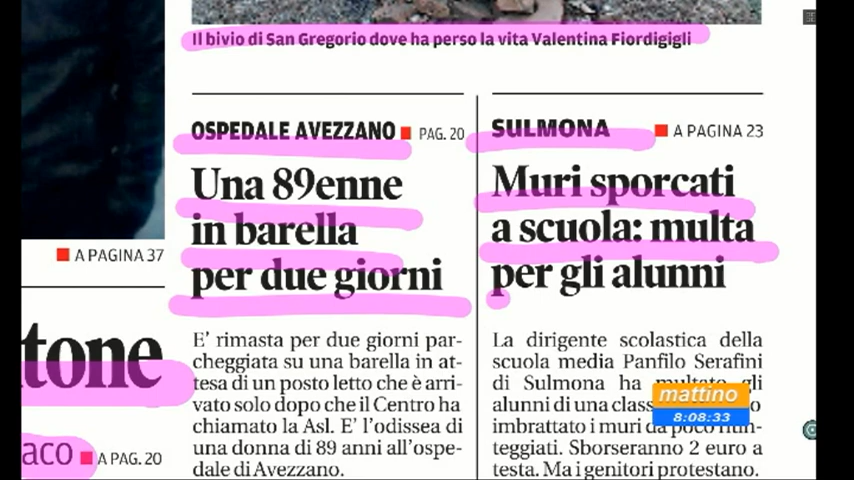 Il bivio di San Gregorio dove ha perso la vita Valentina Fiordigigli
OSPEDALE AVEZZANO PAG. 20
Una 89enne
in barella
per due giorni
E' rimasta per due giorni par-
cheggiata su una barella in at-
tesa di un posto letto che è arri-
vato solo dopo che il Centro ha
chiamato la Asl. E' l'odissea di
una donna di 89 anni all'ospe-
dale di Avezzano.
SULMONA A PAGINA 23
Muri sporcati
a scuola: multa
per gli alunni
La dirigente scolastica della
scuola media Panfilo Serafini
di Sulmona ha multato gli
alunni di una
imbrattato i muri da poco
teggiati. Sborseranno 2 euro a
testa. Ma i genitori protestano.
A PAGINA 37
A PAG. 20
mattino
8:08:33